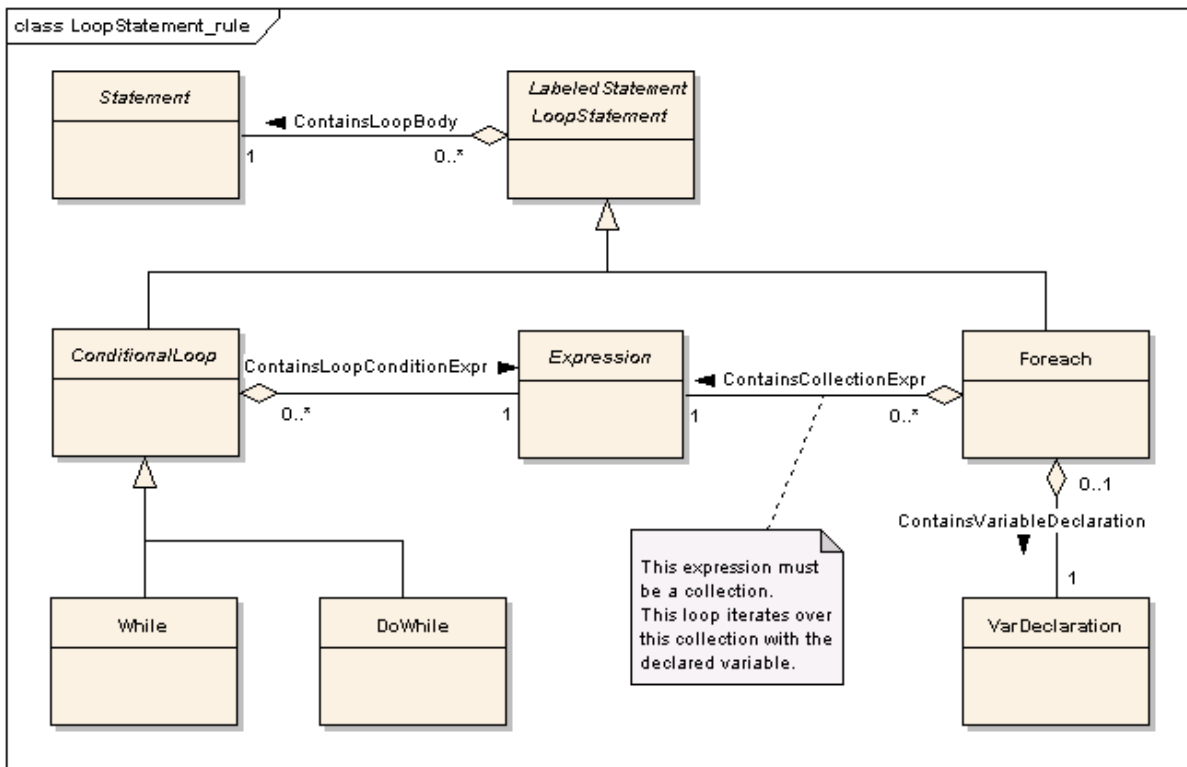 class LoopStatement_rule
Statement
LabeledStatement
LoopStatement
ContainsLoopBody
1
0..*
ConditionalLoop
ContainsLoopConditionExpr
0..*
1
Expression
ContainsCollectionExpr
1
0..*
Foreach
0..1
ContainsVariableDeclaration
1
This expression must
be a collection.
This loop iterates over
this collection with the
declared variable.
While
DoWhile
VarDeclaration